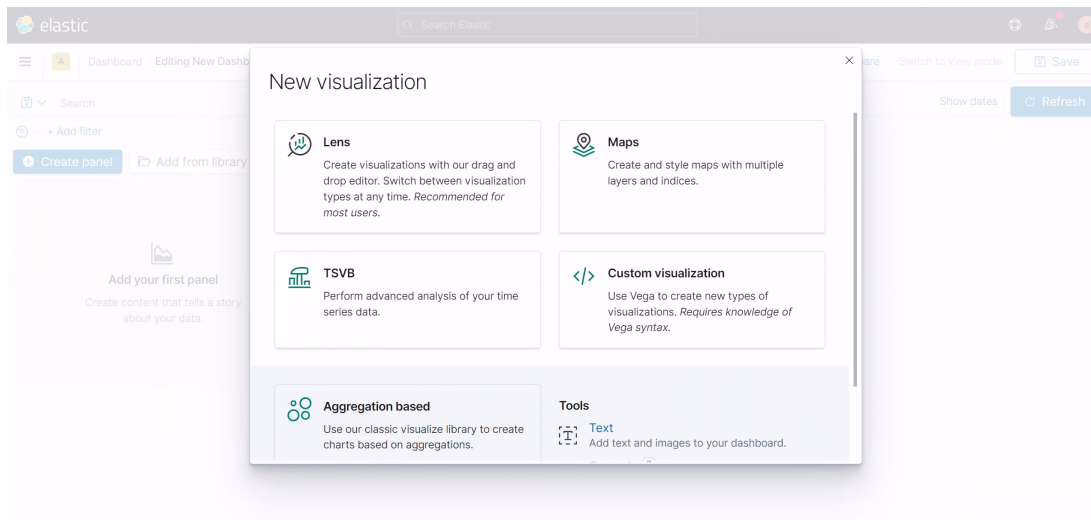 elastic
Search Elastic
A
Dashboard / Editing New Dashb
are
Switch to view mode
Save
Search
Show dates
Refresh
+ Add filter
Create panel
Add from library
Add your first panel
Create content that tells a story
about your data.
New visualization
Lens
Create visualizations with our drag and
drop editor. Switch between visualization
types at any time. Recommended for
most users.
Maps
Create and style maps with multiple
layers and indices.
TSVB
Perform advanced analysis of your time
series data.
Custom visualization
Use Vega to create new types of
visualizations. Requires knowledge of
Vega syntax.
Aggregation based
Use our classic visualize library to create
charts based on aggregations.
Tools
Text
Add text and images to your dashboard.